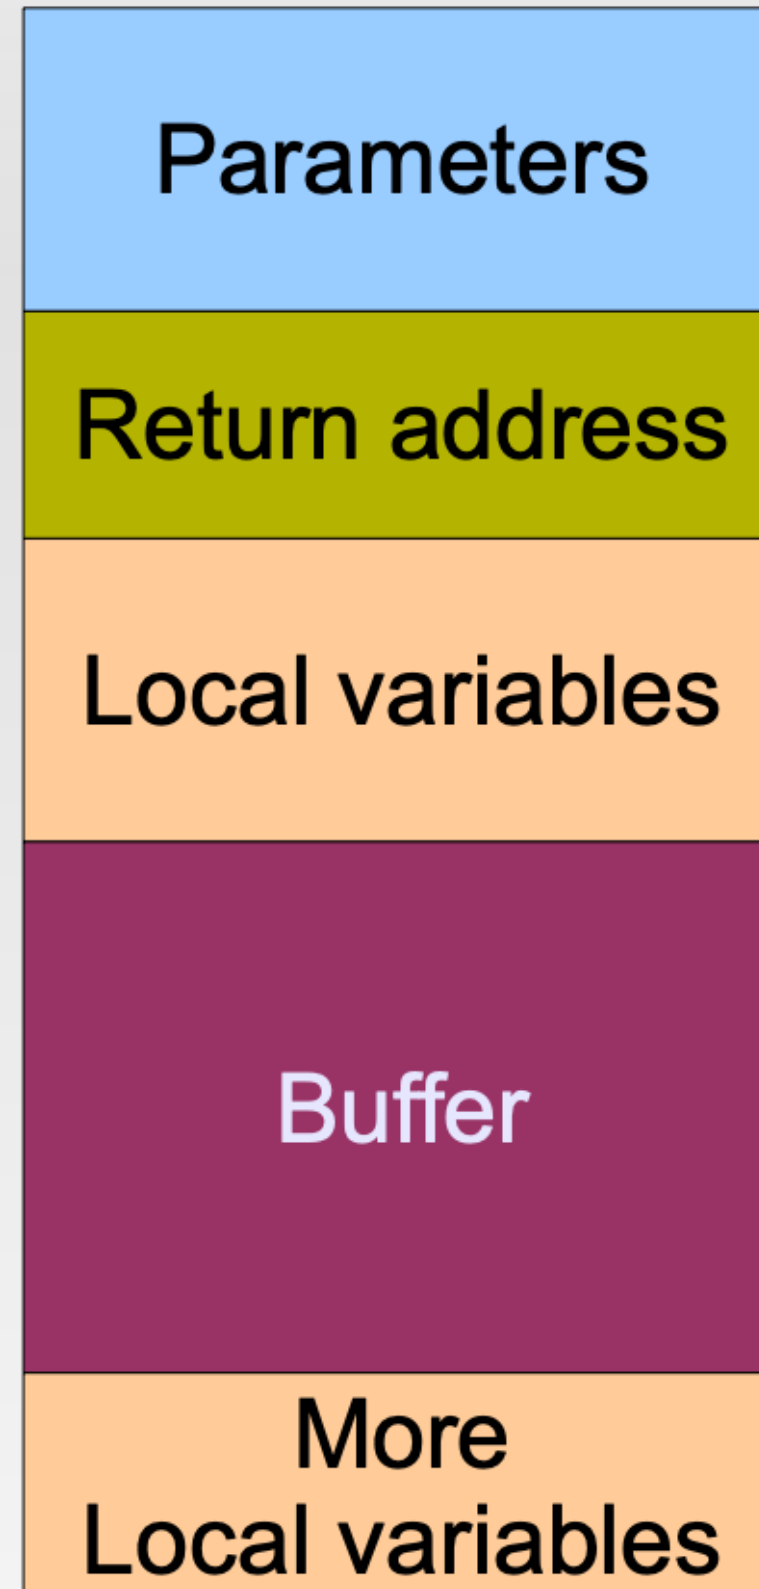 Parameters
Return address
Local variables
Buffer
More
Local variables